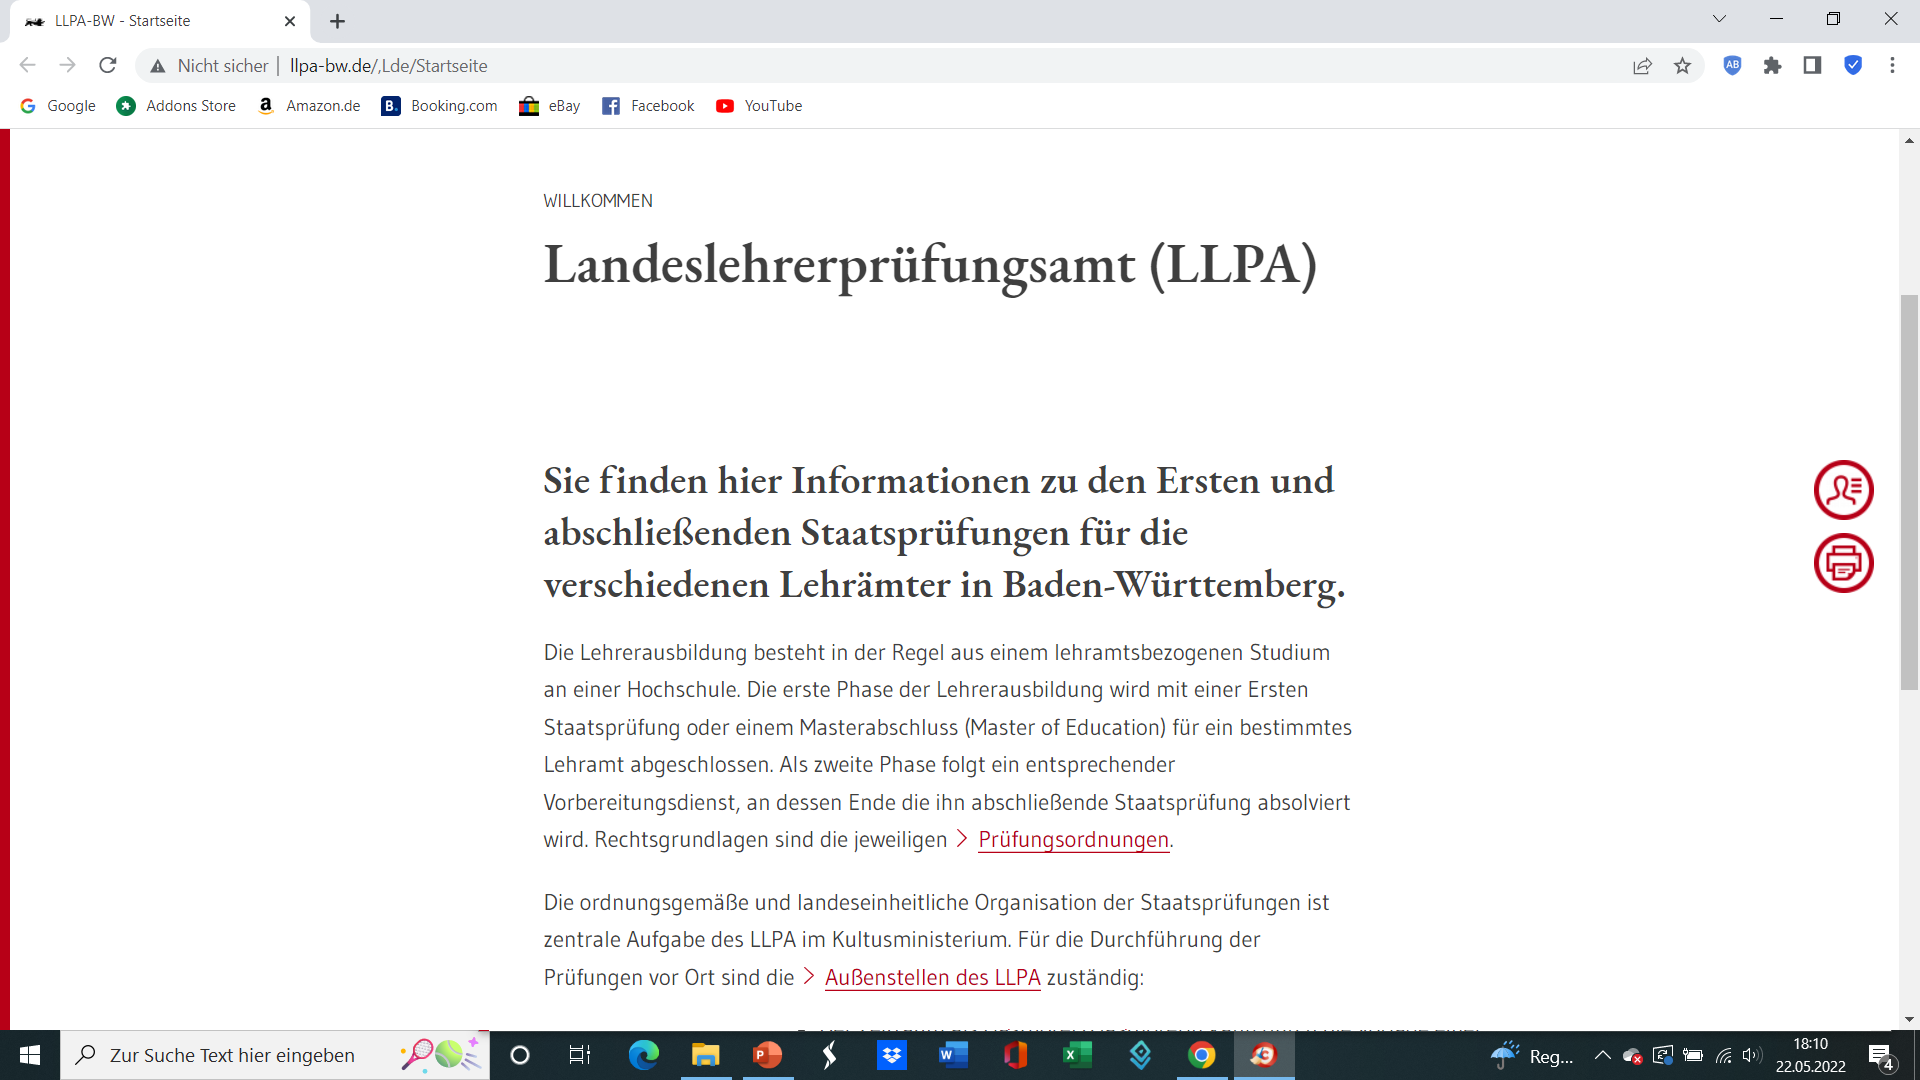 LLPA-BW - Startseite
Nicht sicher | llpa-bw.de/,Lde/Startseite
AB
Google
Addons Store
Amazon.de
B. Booking.com
eBay
Facebook
YouTube
WILLKOMMEN
Landeslehrerprüfungsamt (LLPA)
Sie finden hier Informationen zu den Ersten und
abschließenden Staatsprüfungen für die
verschiedenen Lehrämter in Baden-Württemberg.
Die Lehrerausbildung besteht in der Regel aus einem lehramtsbezogenen Studium
an einer Hochschule. Die erste Phase der Lehrerausbildung wird mit einer Ersten
Staatsprüfung oder einem Masterabschluss (Master of Education) für ein bestimmtes
Lehramt abgeschlossen. Als zweite Phase folgt ein entsprechender
Vorbereitungsdienst, an dessen Ende die ihn abschließende Staatsprüfung absolviert
wird. Rechtsgrundlagen sind die jeweiligen Prüfungsordnungen.
Die ordnungsgemäße und landeseinheitliche Organisation der Staatsprüfungen ist
zentrale Aufgabe des LLPA im Kultusministerium. Für die Durchführung der
Prüfungen vor Ort sind die Außenstellen des LLPA zuständig:
Zur Suche Text hier eingeben
Reg...
18:10
22.05.2022
4